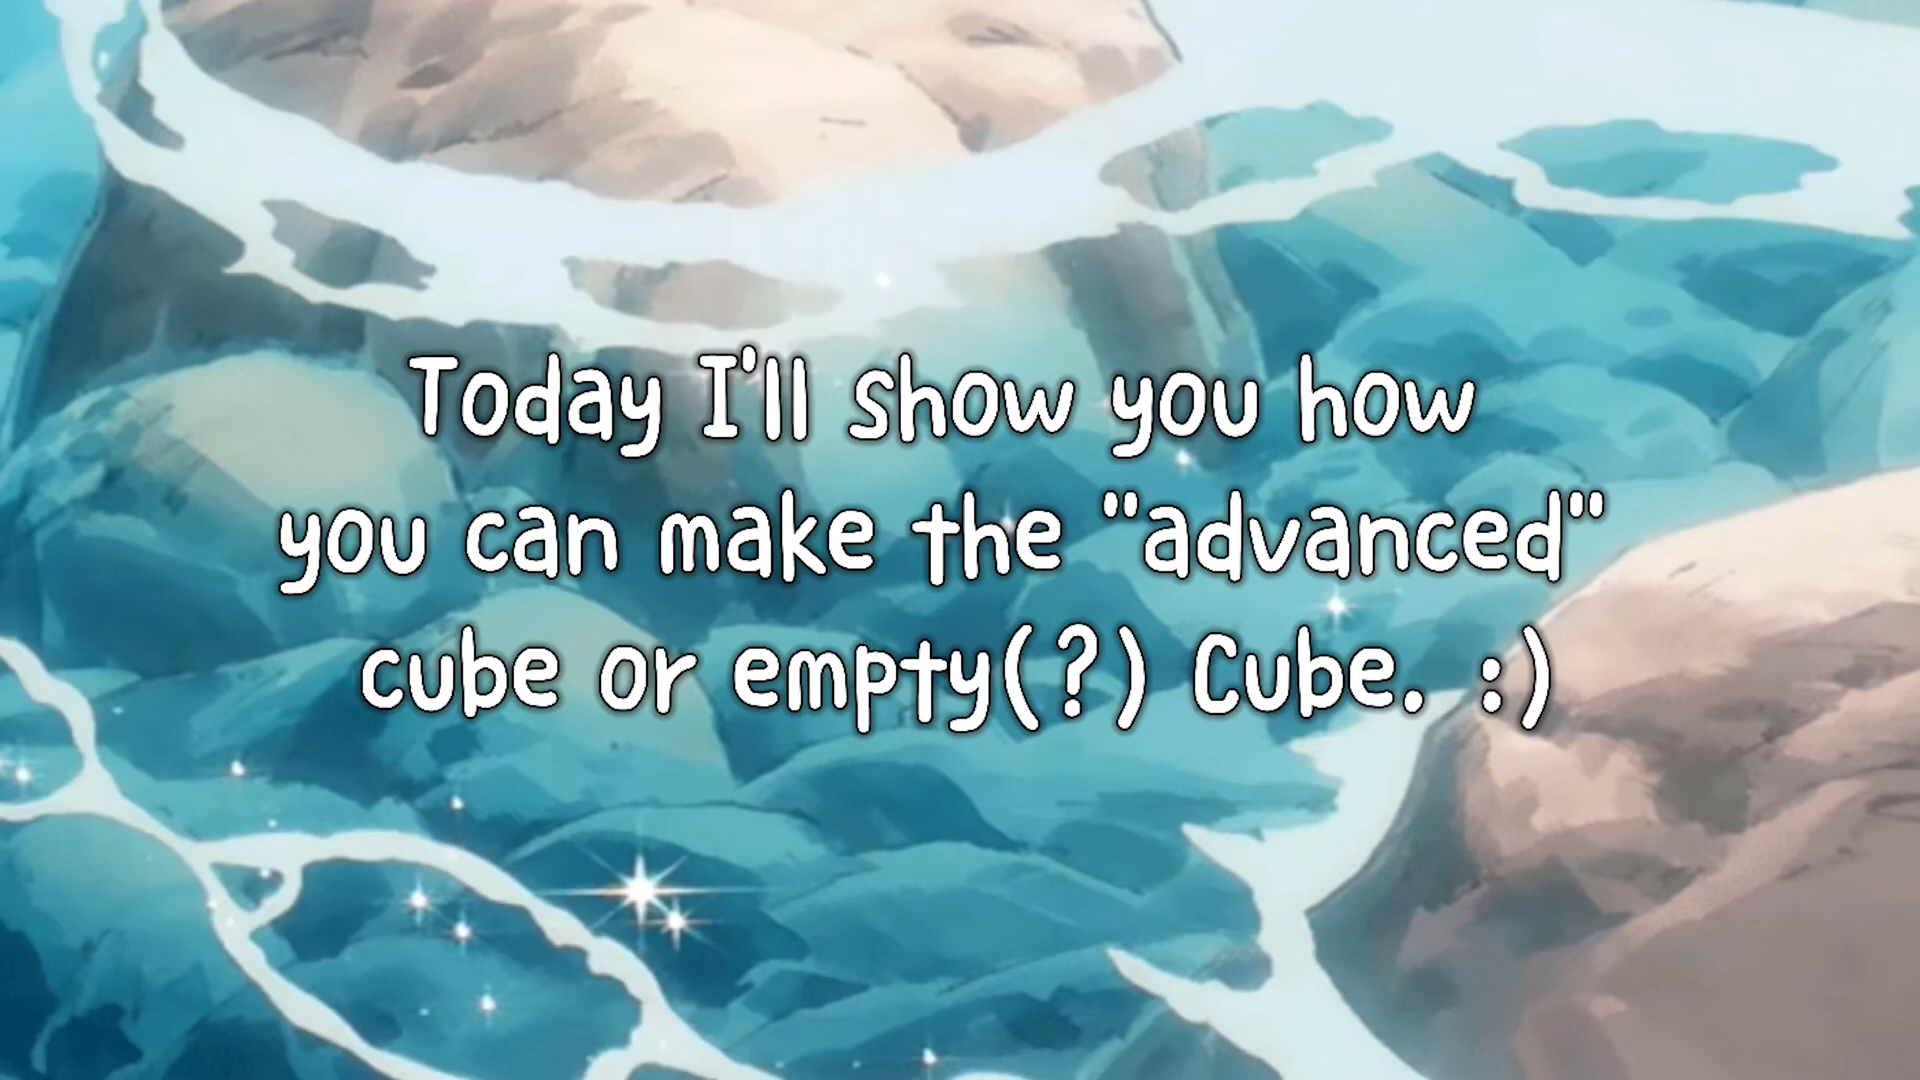 Today I'll show you how
you can make the "advanced"
cube or empty(?) Cube. :)